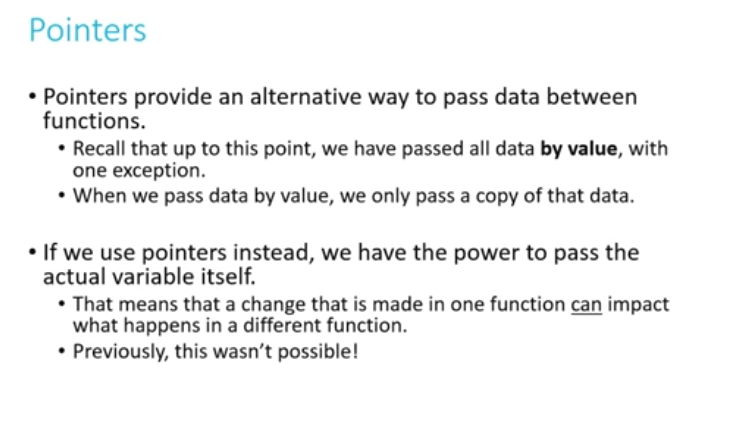 Pointers
• Pointers provide an alternative way to pass data between
functions.
• Recall that up to this point, we have passed all data by value, with
one exception.
• When we pass data by value, we only pass a copy of that data.
• If we use pointers instead, we have the power to pass the
actual variable itself.
• That means that a change that is made in one function can impact
what happens in a different function.
• Previously, this wasn't possible!